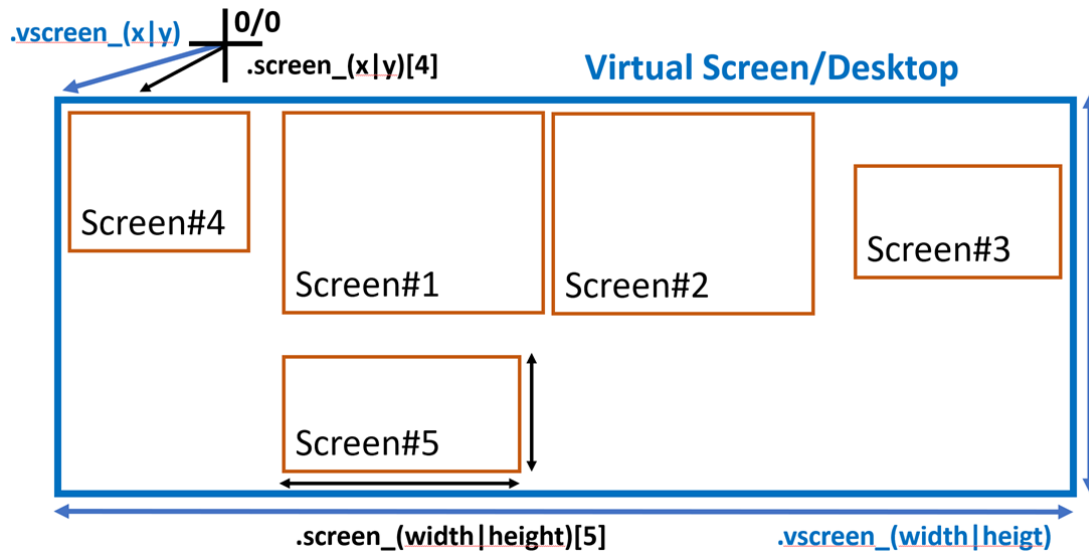 .vscreen_(x|y)
0/0
.screen_(x|y)[4]
Virtual Screen/Desktop
Screen#4
Screen#1
Screen#2
Screen#3
Screen#5
.screen_(width|height)[5]
.vscreen_(width|heigt)